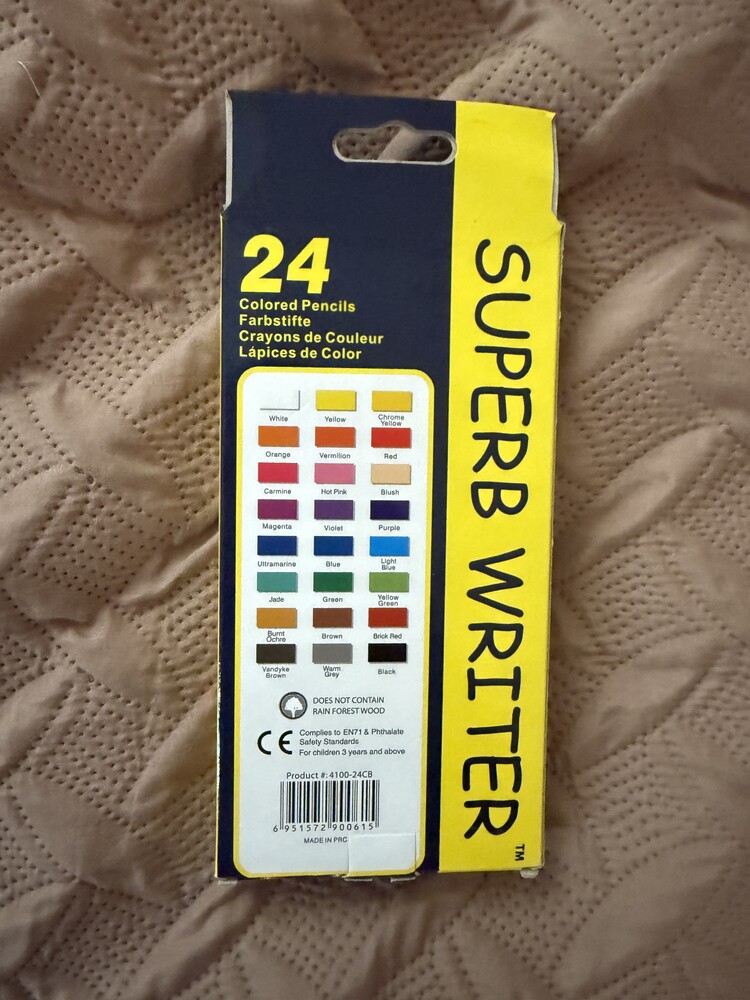 24
Colored Pencils
Farbstifte
Crayons de Couleur
Lápices de Color
White
Yellow
Chrome
Yellow
Orange
Vermilion
Red
Carmine
Hot Pink
Blush
Magenta
Violet
Purple
Ultramarine
Blue
Light
Blue
Jade
Green
Yellow
Green
Burnt
Ochre
Brown
Brick Red
Vandyke
Brown
Warm
Grey
Black
DOES NOT CONTAIN
RAIN FOREST WOOD
CE
Complies to EN71 & Phthalate
Safety Standards
For children 3 years and above
Product #: 4100-24CB
6 951572 900615
MADE IN PRC
SUPERB WRITER™